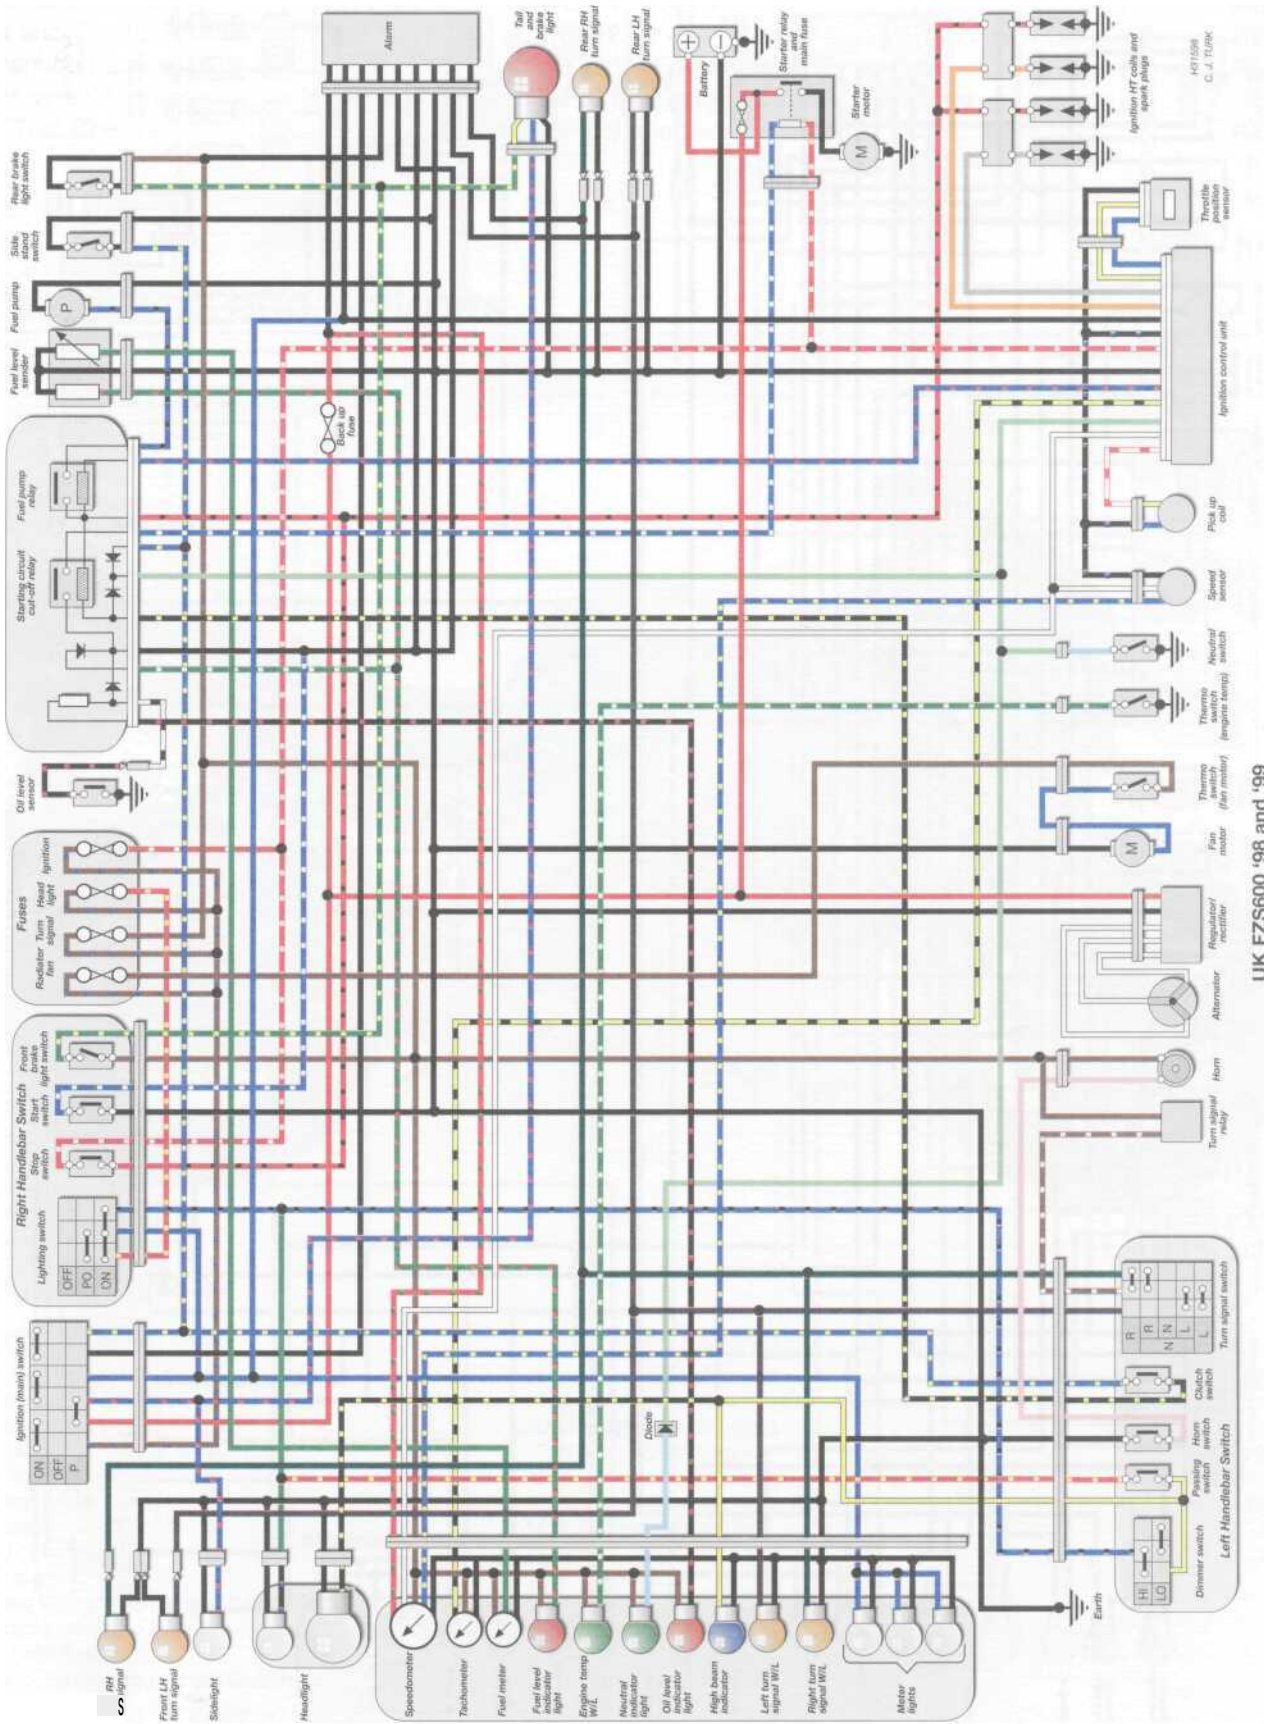 Alarm
Tail
and
brake
light
Rear RH
turn signal
Rear LH
turn signal
Battery
Starter relay
and
main fuse
Starter
motor
M
Ignition HT coils and
spark plugs
H31598
C. J. TURK
Rear brake
light switch
Side
stand
switch
Fuel pump
P
Fuel level
sender
Fuel pump
relay
Starting circuit
cut-off relay
Oil level
sensor
Back up
fuse
Throttle
position
sensor
Ignition control unit
Pick up
coil
Speed
sensor
Neutral
switch
Thermo
switch
(engine temp)
Thermo
switch
(fan motor)
Fan
motor
M
Regulator/
rectifier
Alternator
Horn
Turn signal
relay
UK FZS600 '98 and '99
Fuses
Ignition
Head
light
Turn
signal
Radiator
fan
Right Handlebar Switch
Front
brake
light switch
Start
switch
Stop
switch
Lighting switch
OFF
PO
ON
Ignition (main) switch
ON
OFF
P
Diode
Left Handlebar Switch
Turn signal switch
R
R
N
N
L
L
Clutch
switch
Horn
switch
Passing
switch
Dimmer switch
HI
LO
Earth
RH
signal
S
Front LH
turn signal
Sidelight
Headlight
Speedometer
Tachometer
Fuel meter
Fuel level
indicator
light
Engine temp
W/L
Neutral
indicator
light
Oil level
indicator
light
High beam
indicator
Left turn
signal W/L
Right turn
signal W/L
Meter
lights